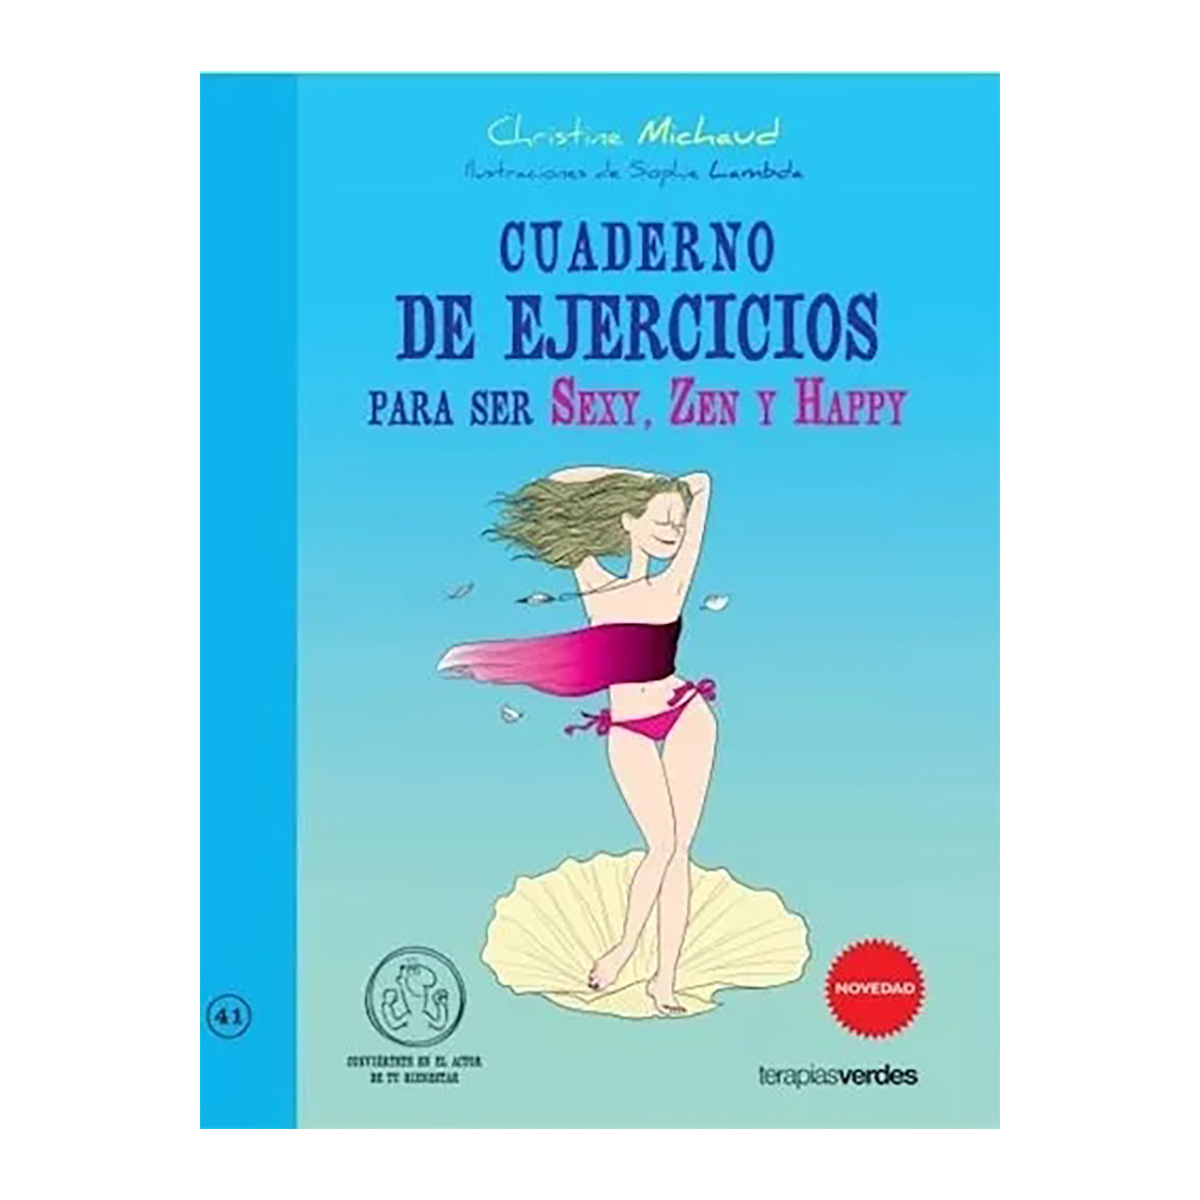 Christine Michaud
Ilustraciones de Sophie Lambda
CUADERNO
DE EJERCICIOS
PARA SER SEXY, ZEN Y HAPPY
NOVEDAD
41
CONVIÉRTETE EN EL ACTOR
DE TU BIENESTAR
terapiasverdes